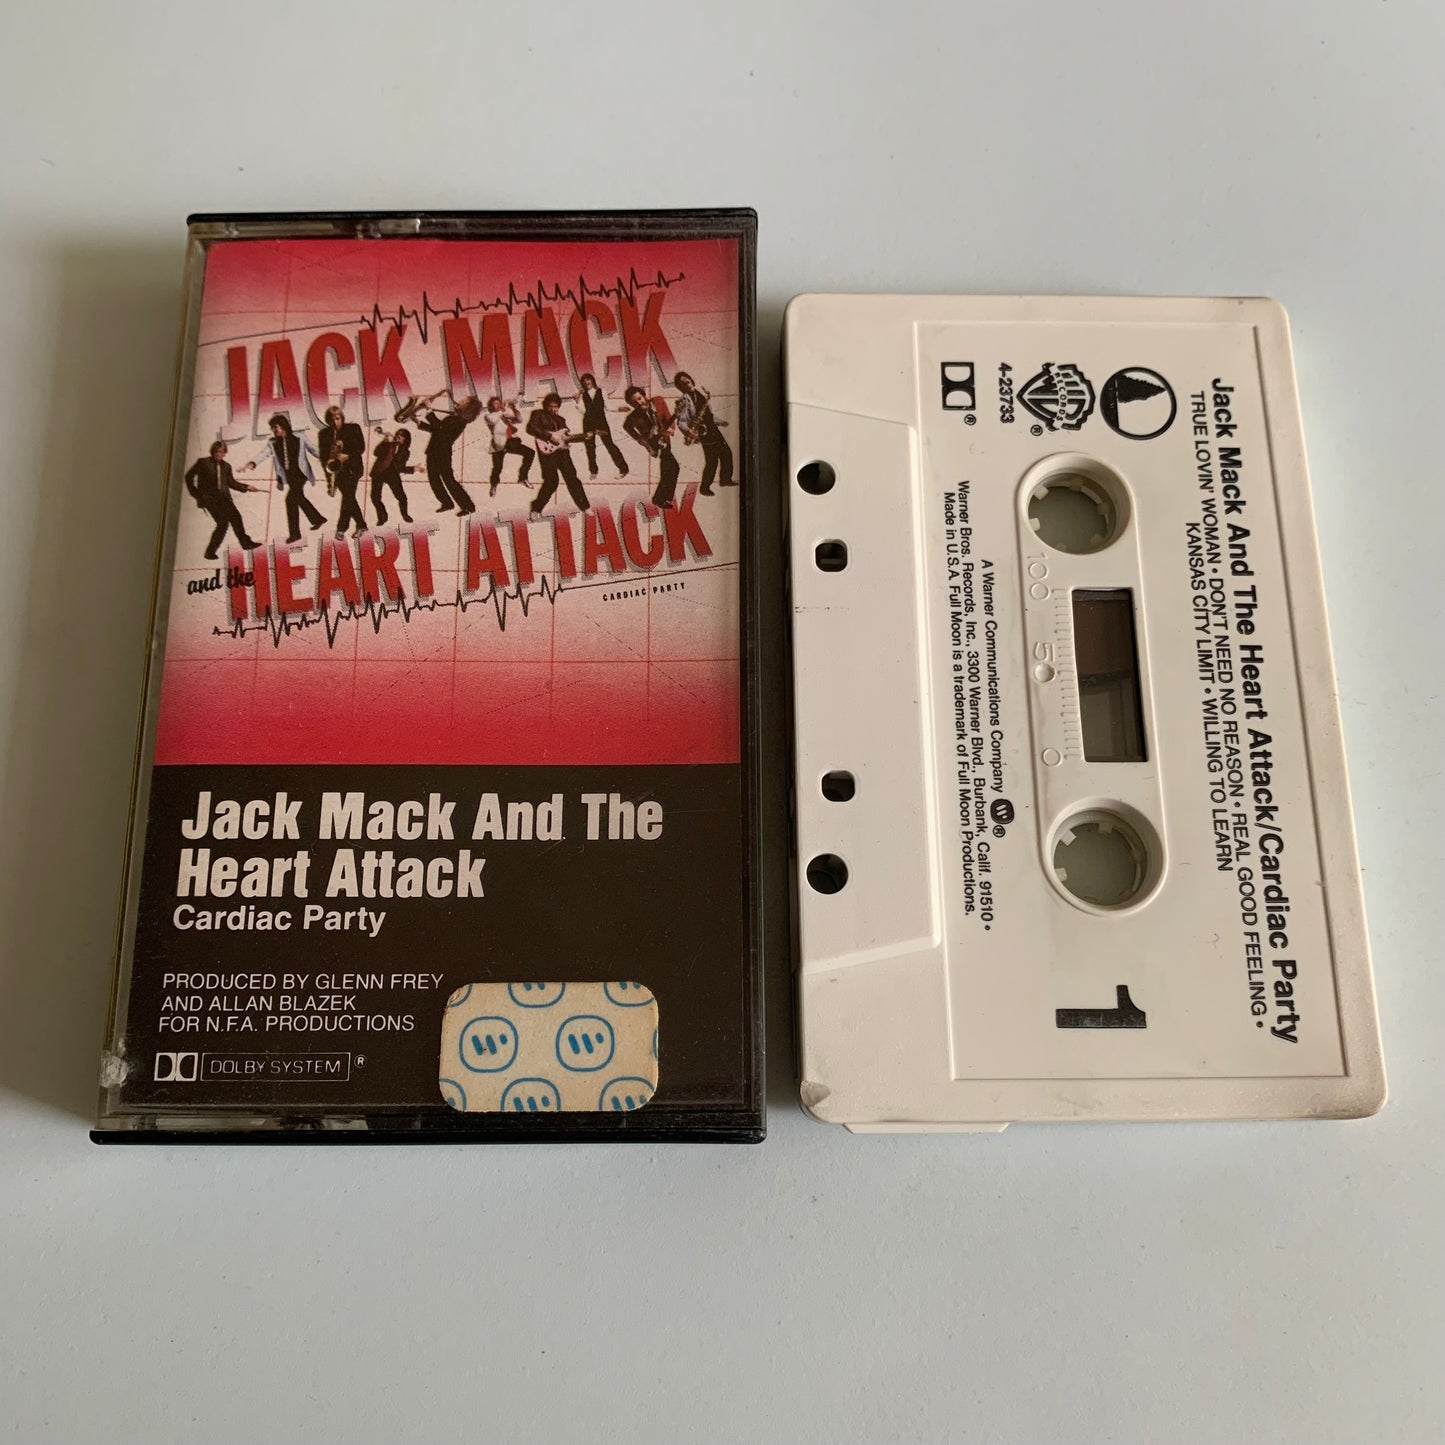 JACK MACK
and the
HEART ATTACK
CARDIAC PARTY
Jack Mack And The
Heart Attack
Cardiac Party
PRODUCED BY GLENN FREY
AND ALLAN BLAZEK
FOR N.F.A. PRODUCTIONS
DOLBY SYSTEM ®
Jack Mack And The Heart Attack/Cardiac Party
TRUE LOVIN' WOMAN • DON'T NEED NO REASON • REAL GOOD FEELING •
KANSAS CITY LIMIT • WILLING TO LEARN
WB
RECORDS
®
4-23733
®
100 50 0
1
A Warner Communications Company ®
Warner Bros. Records, Inc., 3300 Warner Blvd., Burbank, Calif. 91510 •
Made in U.S.A. Full Moon is a trademark of Full Moon Productions.